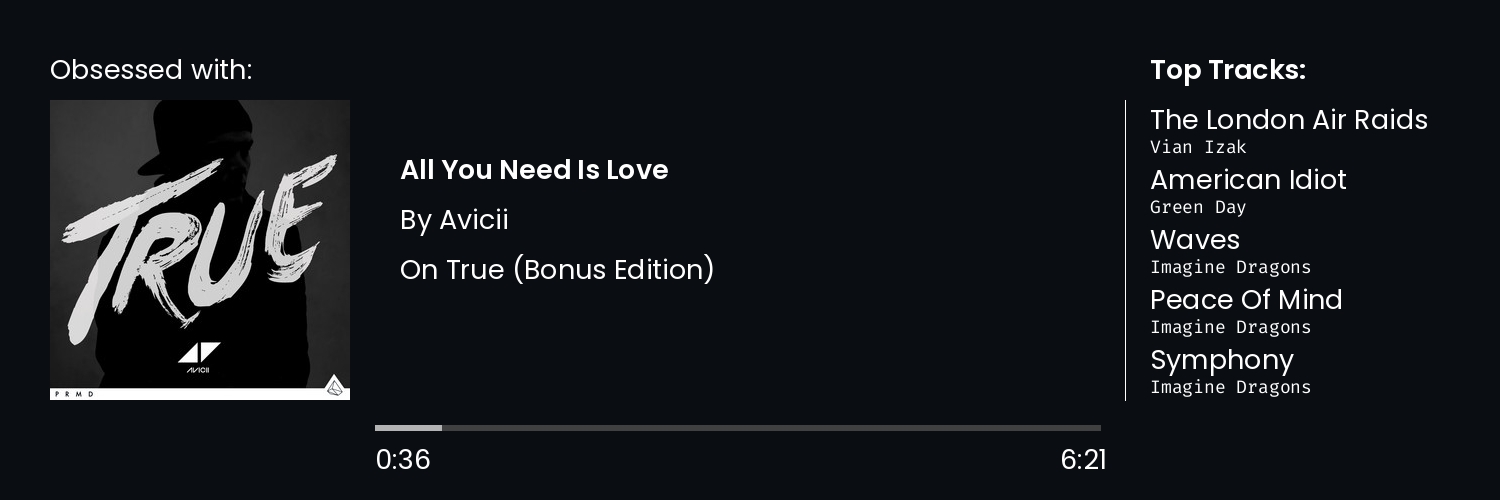 Obsessed with:
TRUE
AVICII
PRMD
All You Need Is Love
By Avicii
On True (Bonus Edition)
0:36
6:21
Top Tracks:
The London Air Raids
Vian Izak
American Idiot
Green Day
Waves
Imagine Dragons
Peace Of Mind
Imagine Dragons
Symphony
Imagine Dragons